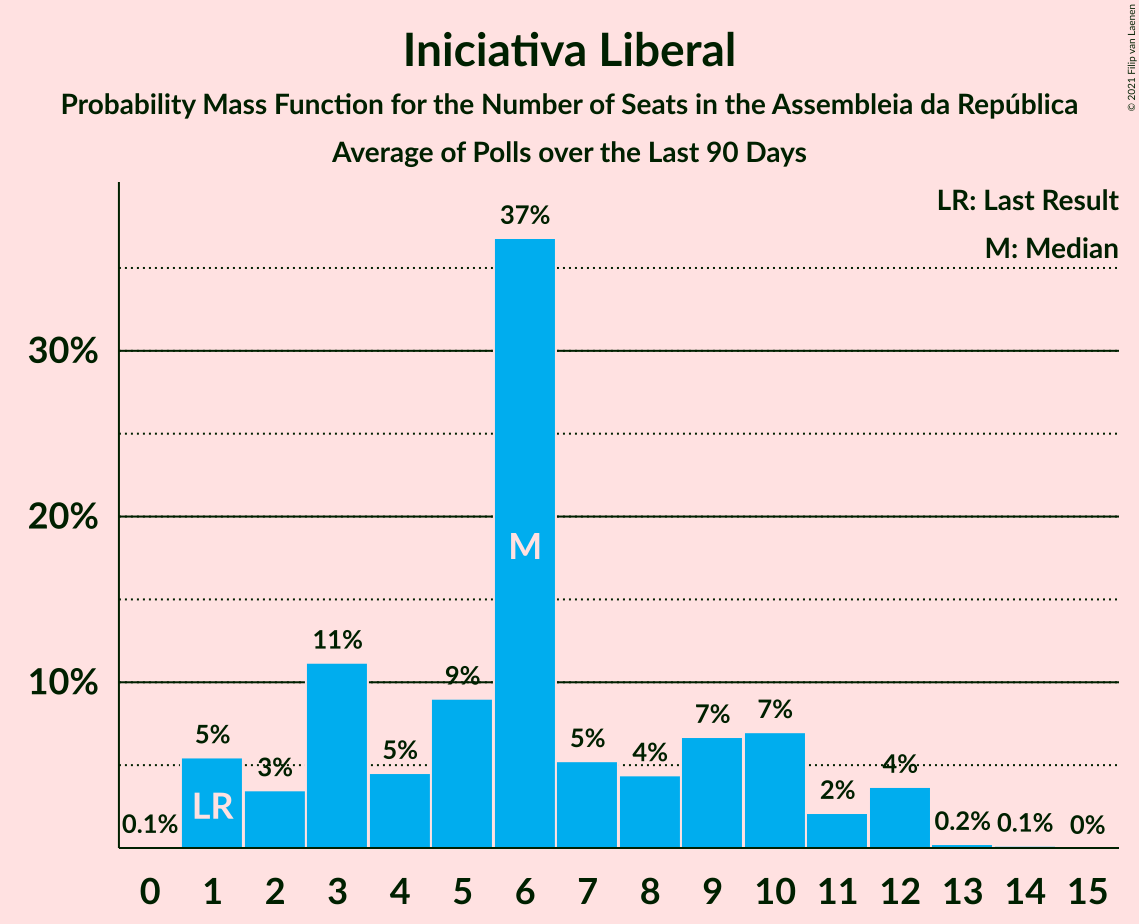 © 2021 Filip van Laenen
Iniciativa Liberal
Probability Mass Function for the Number of Seats in the Assembleia da República
Average of Polls over the Last 90 Days
LR: Last Result
M: Median
30%
20%
10%
0.1%
5%
3%
11%
5%
9%
37%
5%
4%
7%
7%
2%
4%
0.2%
0.1%
0%
LR
M
0 1 2 3 4 5 6 7 8 9 10 11 12 13 14 15